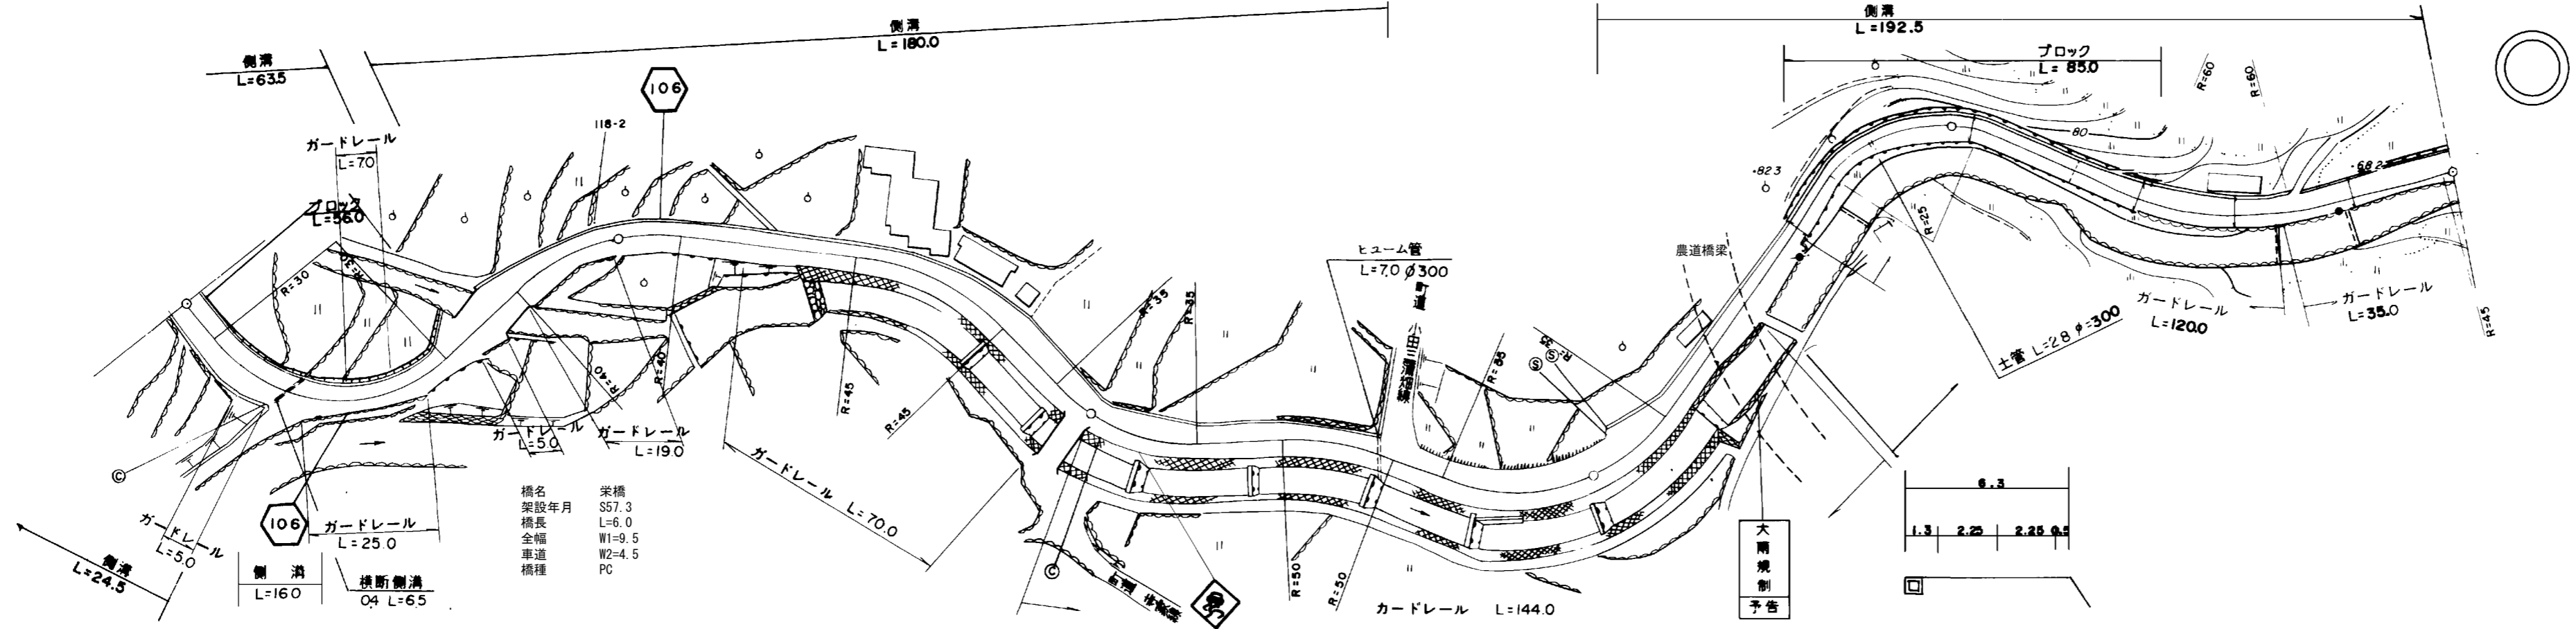 側溝
L=180.0
側溝
L=192.5
側溝
L=63.5
ブロック
L=85.0
R=60
R=60
106
118-2
ガードレール
L=7.0
80
・68.2
・82.3
ブロック
L=56.0
R=30
R=30
R=25
ヒューム管
L=7.0 φ300
町道
農道橋梁
R=35
R=35
ガードレール
L=120.0
ガードレール
L=35.0
R=45
土管 L=2.8 φ=300
R=40
R=40
R=45
R=45
R=35
R=35
Ⓢ
Ⓢ
ガードレール
L=5.0
ガードレール
L=19.0
ガードレール L=70.0
Ⓒ
橋名 栄橋
架設年月 S57.3
橋長 L=6.0
全幅 W1=9.5
車道 W2=4.5
橋種 PC
106
ガードレール
L=25.0
ガードレール
L=5.0
側溝
L=24.5
側溝
L=16.0
横断側溝
04 L=6.5
Ⓒ
R=50
R=50
カードレール L=144.0
大雨規制
予告
6.3
1.3 2.25 2.25 0.5